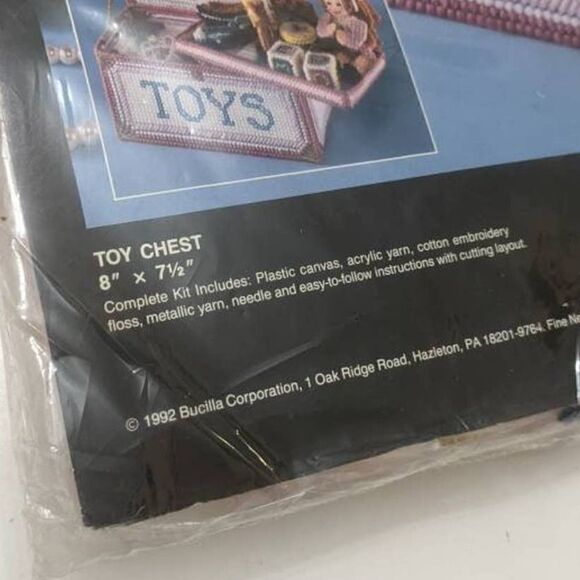 TOYS
TOY CHEST
8" × 7½"
Complete Kit Includes: Plastic canvas, acrylic yarn, cotton embroidery
floss, metallic yarn, needle and easy-to-follow instructions with cutting layout.
© 1992 Bucilla Corporation, 1 Oak Ridge Road, Hazleton, PA 18201-9764. Fine Ne